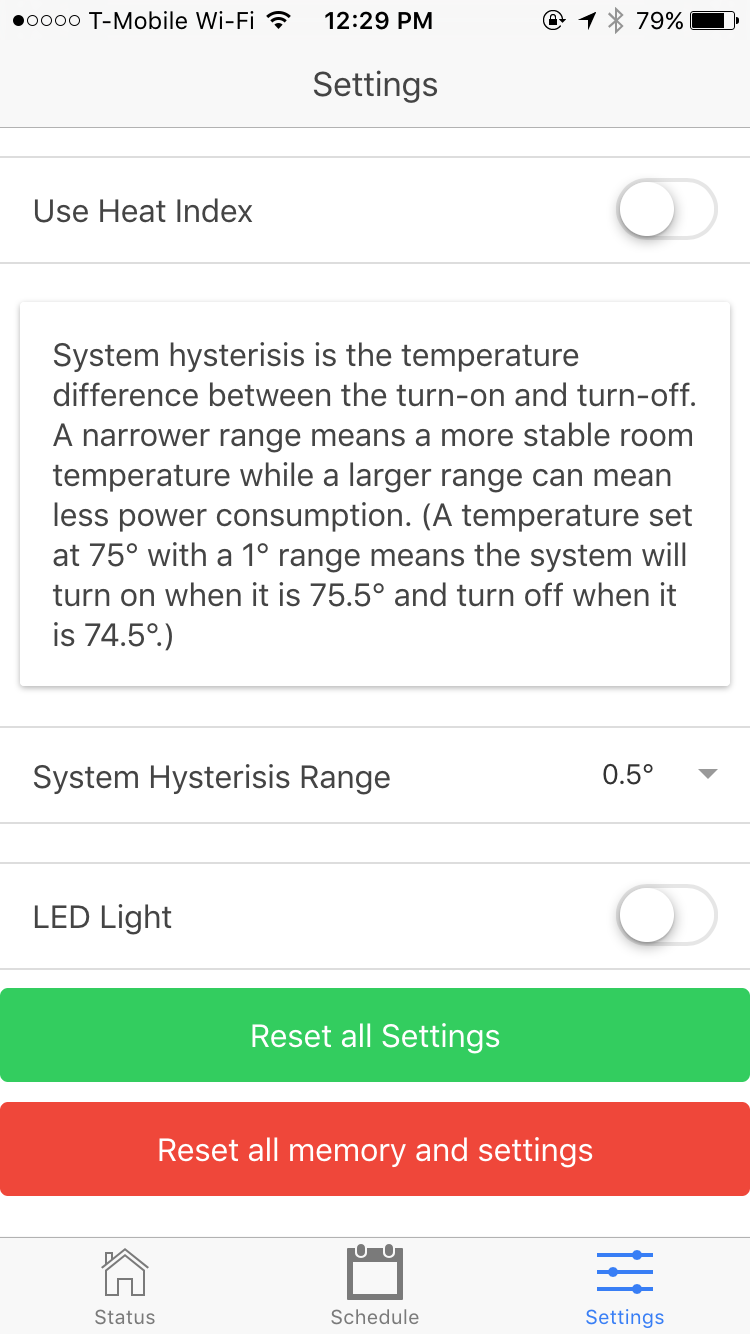 T-Mobile Wi-Fi 12:29 PM 79%
Settings
Use Heat Index
System hysterisis is the temperature
difference between the turn-on and turn-off.
A narrower range means a more stable room
temperature while a larger range can mean
less power consumption. (A temperature set
at 75° with a 1° range means the system will
turn on when it is 75.5° and turn off when it
is 74.5°.)
System Hysterisis Range 0.5°
LED Light
Reset all Settings
Reset all memory and settings
Status Schedule Settings